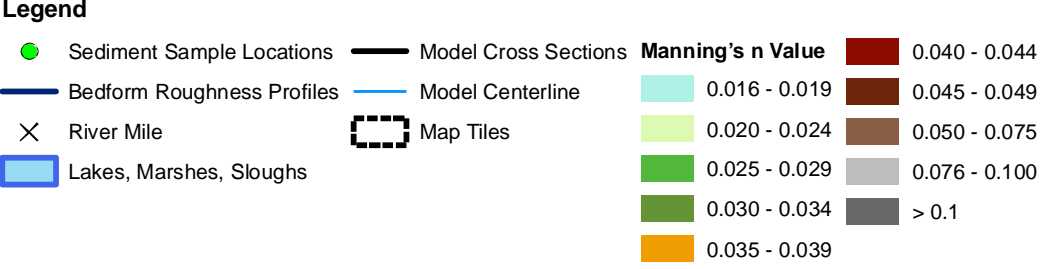 Legend
Sediment Sample Locations
Bedform Roughness Profiles
River Mile
Lakes, Marshes, Sloughs
Model Cross Sections
Model Centerline
Map Tiles
Manning's n Value
0.016 - 0.019
0.020 - 0.024
0.025 - 0.029
0.030 - 0.034
0.035 - 0.039
0.040 - 0.044
0.045 - 0.049
0.050 - 0.075
0.076 - 0.100
> 0.1